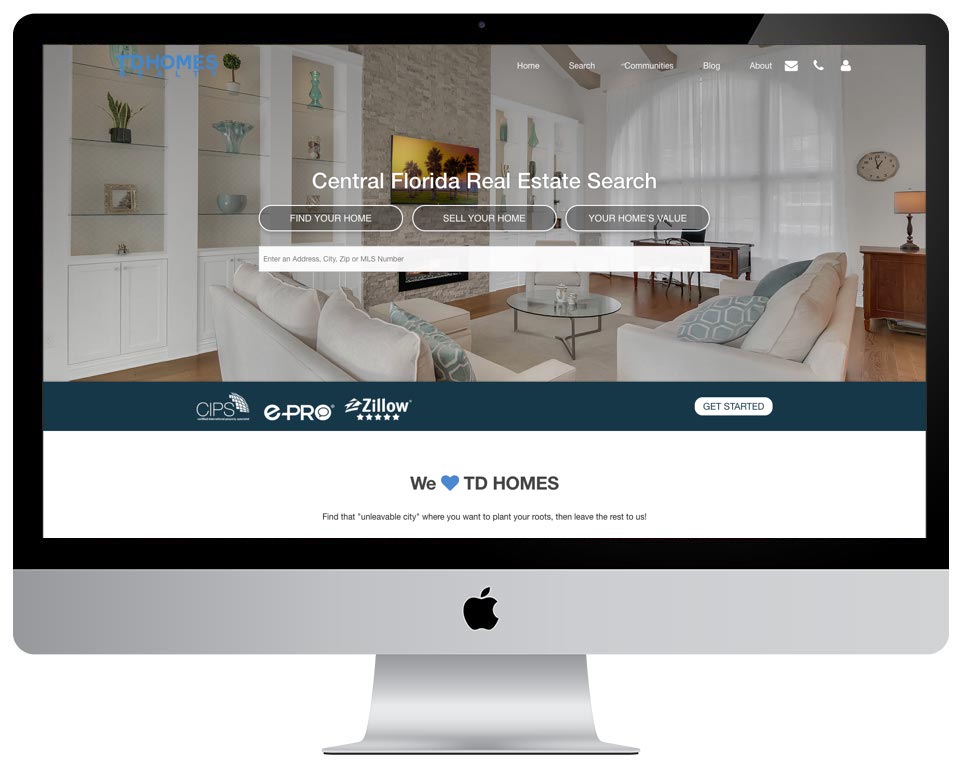 TDHOMES
REALTY
Home Search Communities Blog About
Central Florida Real Estate Search
FIND YOUR HOME SELL YOUR HOME YOUR HOME'S VALUE
Enter an Address, City, Zip or MLS Number
CIPS e-PRO® Zillow®
GET STARTED
We ♥ TD HOMES
Find that "unleavable city" where you want to plant your roots, then leave the rest to us!